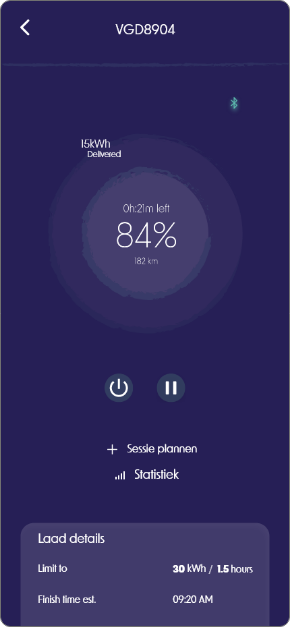 VGD8904
15kWh
Delivered
0h:21m left
84%
182 km
Sessie plannen
Statistiek
Laad details
Limit to 30 kWh / 1.5 hours
Finish time est. 09:20 AM